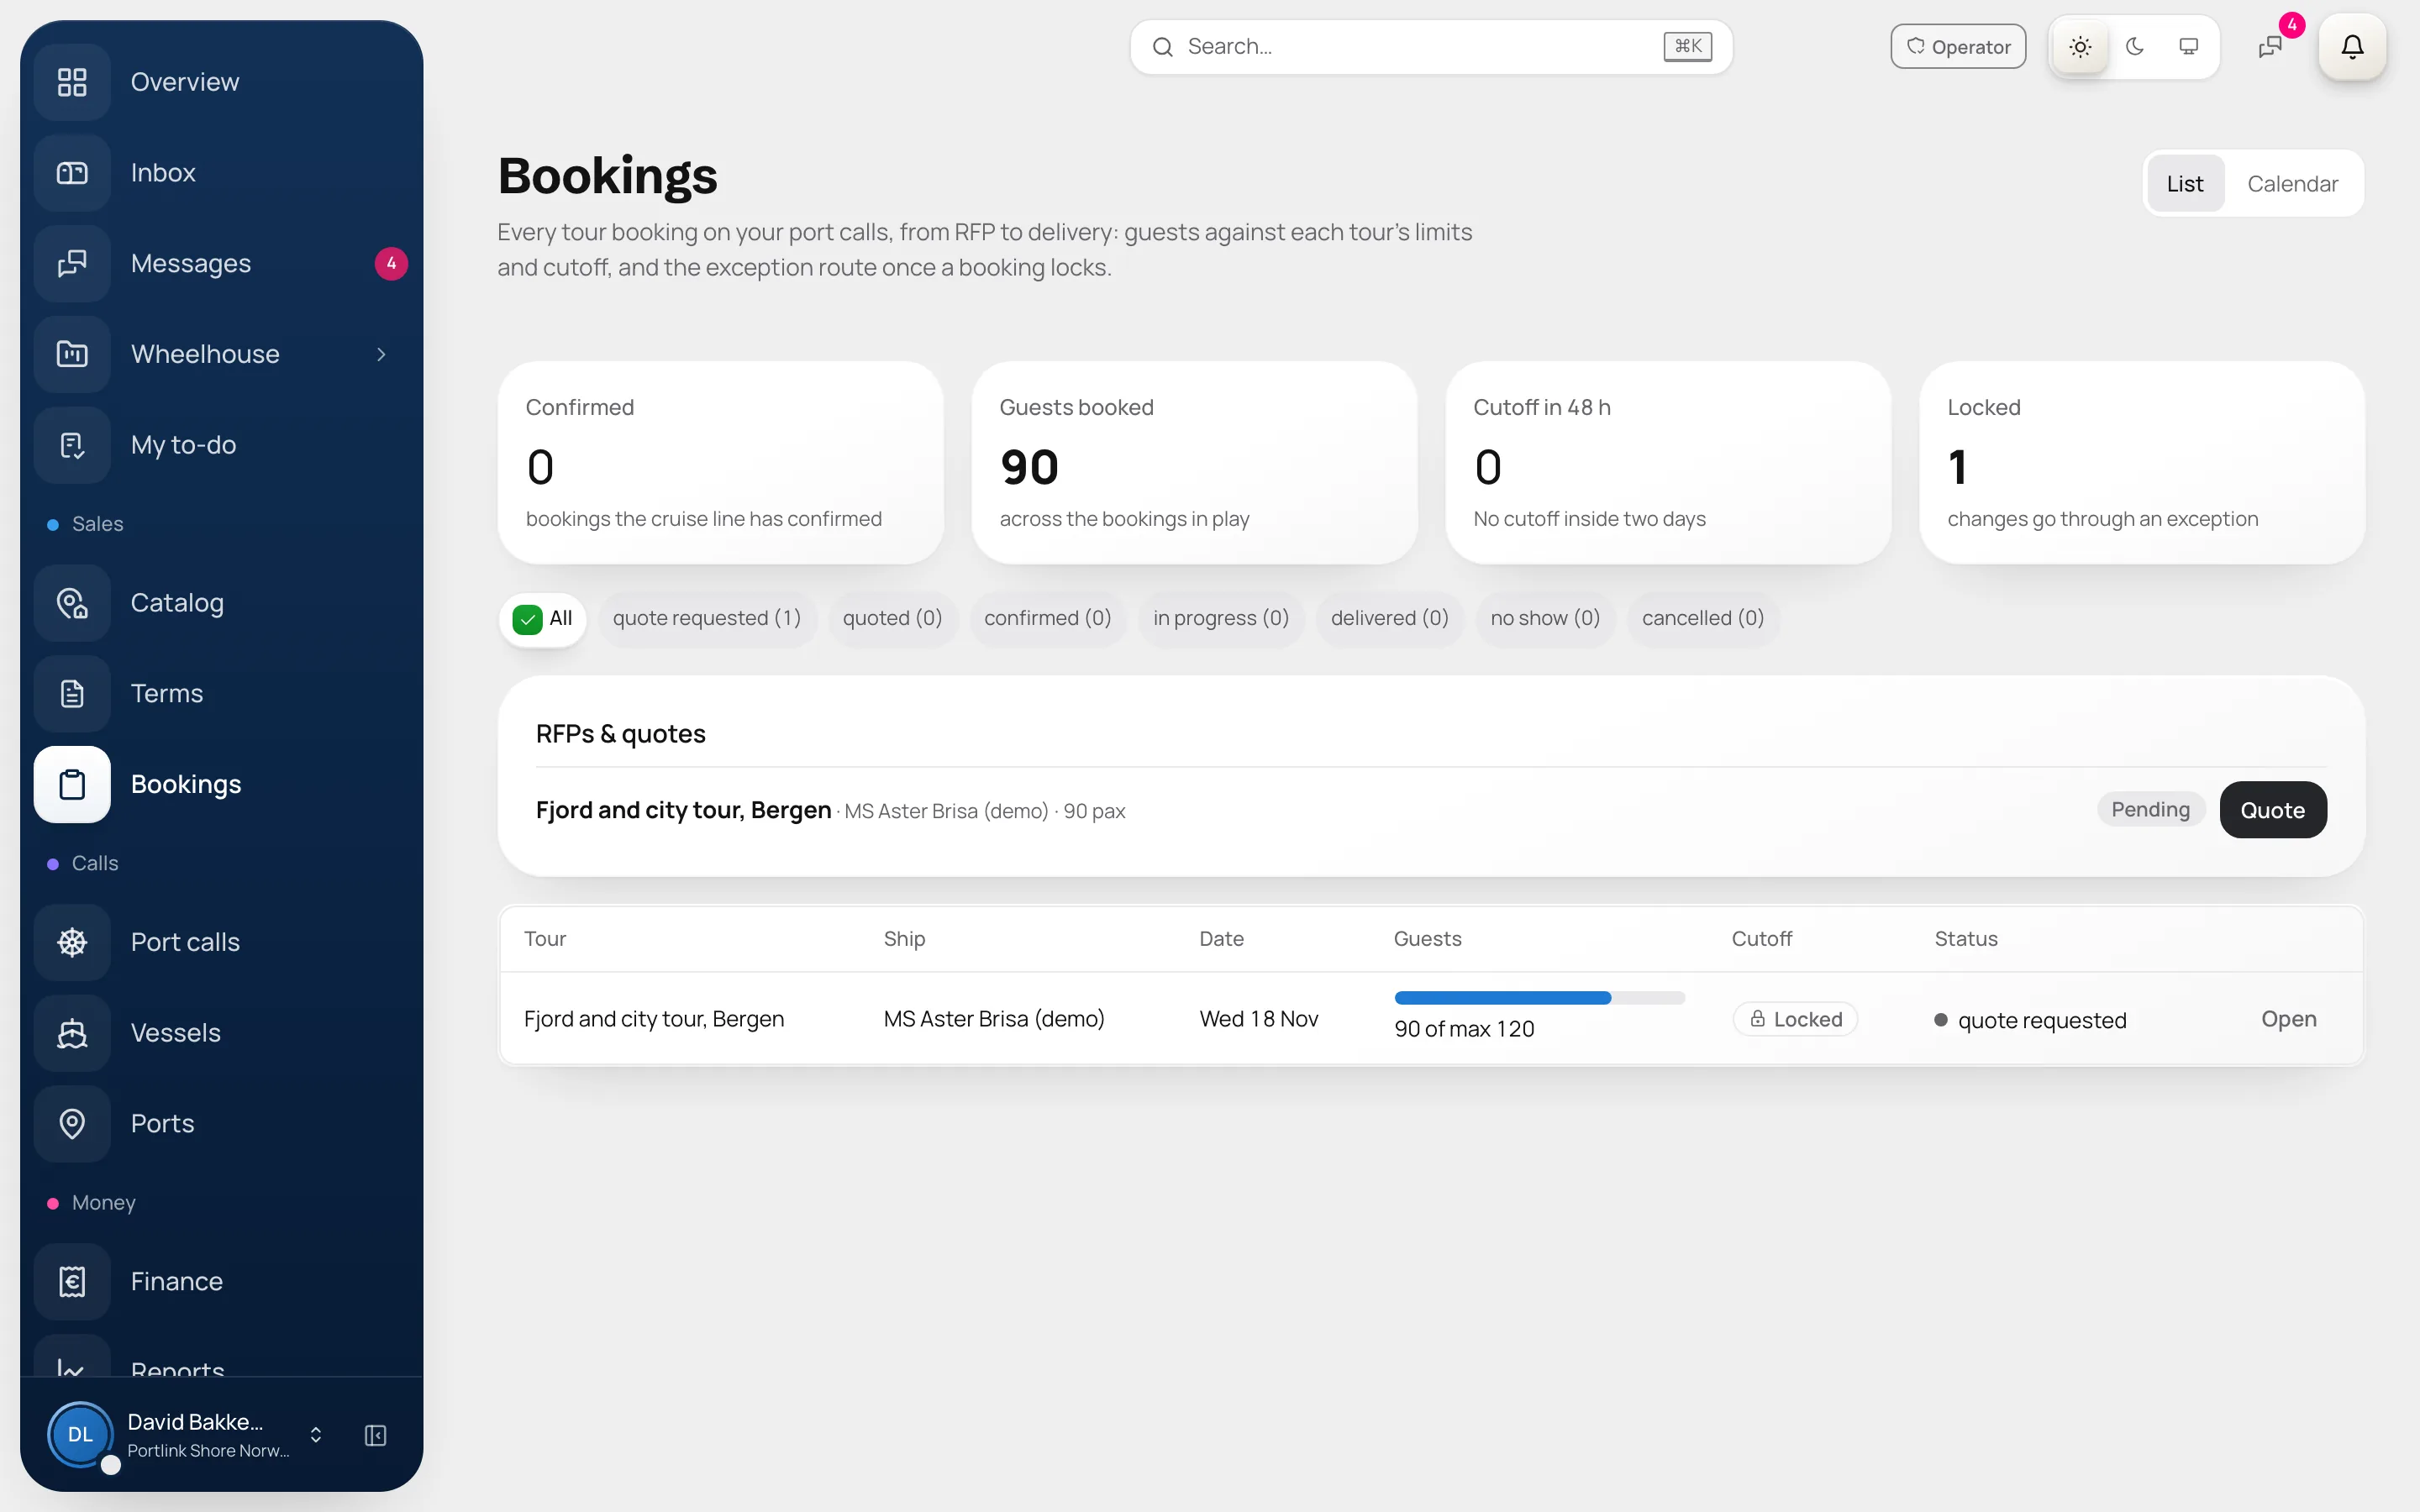 Overview
Inbox
Messages
4
Wheelhouse
My to-do
Sales
Catalog
Terms
Bookings
Calls
Port calls
Vessels
Ports
Money
Finance
Reports
DL
David Bakke...
Portlink Shore Norw...
Search...
⌘K
Operator
4
Bookings
Every tour booking on your port calls, from RFP to delivery: guests against each tour's limits
and cutoff, and the exception route once a booking locks.
List
Calendar
Confirmed
0
bookings the cruise line has confirmed
Guests booked
90
across the bookings in play
Cutoff in 48 h
0
No cutoff inside two days
Locked
1
changes go through an exception
All
quote requested (1)
quoted (0)
confirmed (0)
in progress (0)
delivered (0)
no show (0)
cancelled (0)
RFPs & quotes
Fjord and city tour, Bergen · MS Aster Brisa (demo) · 90 pax
Pending
Quote
Tour
Ship
Date
Guests
Cutoff
Status
Fjord and city tour, Bergen
MS Aster Brisa (demo)
Wed 18 Nov
90 of max 120
Locked
quote requested
Open